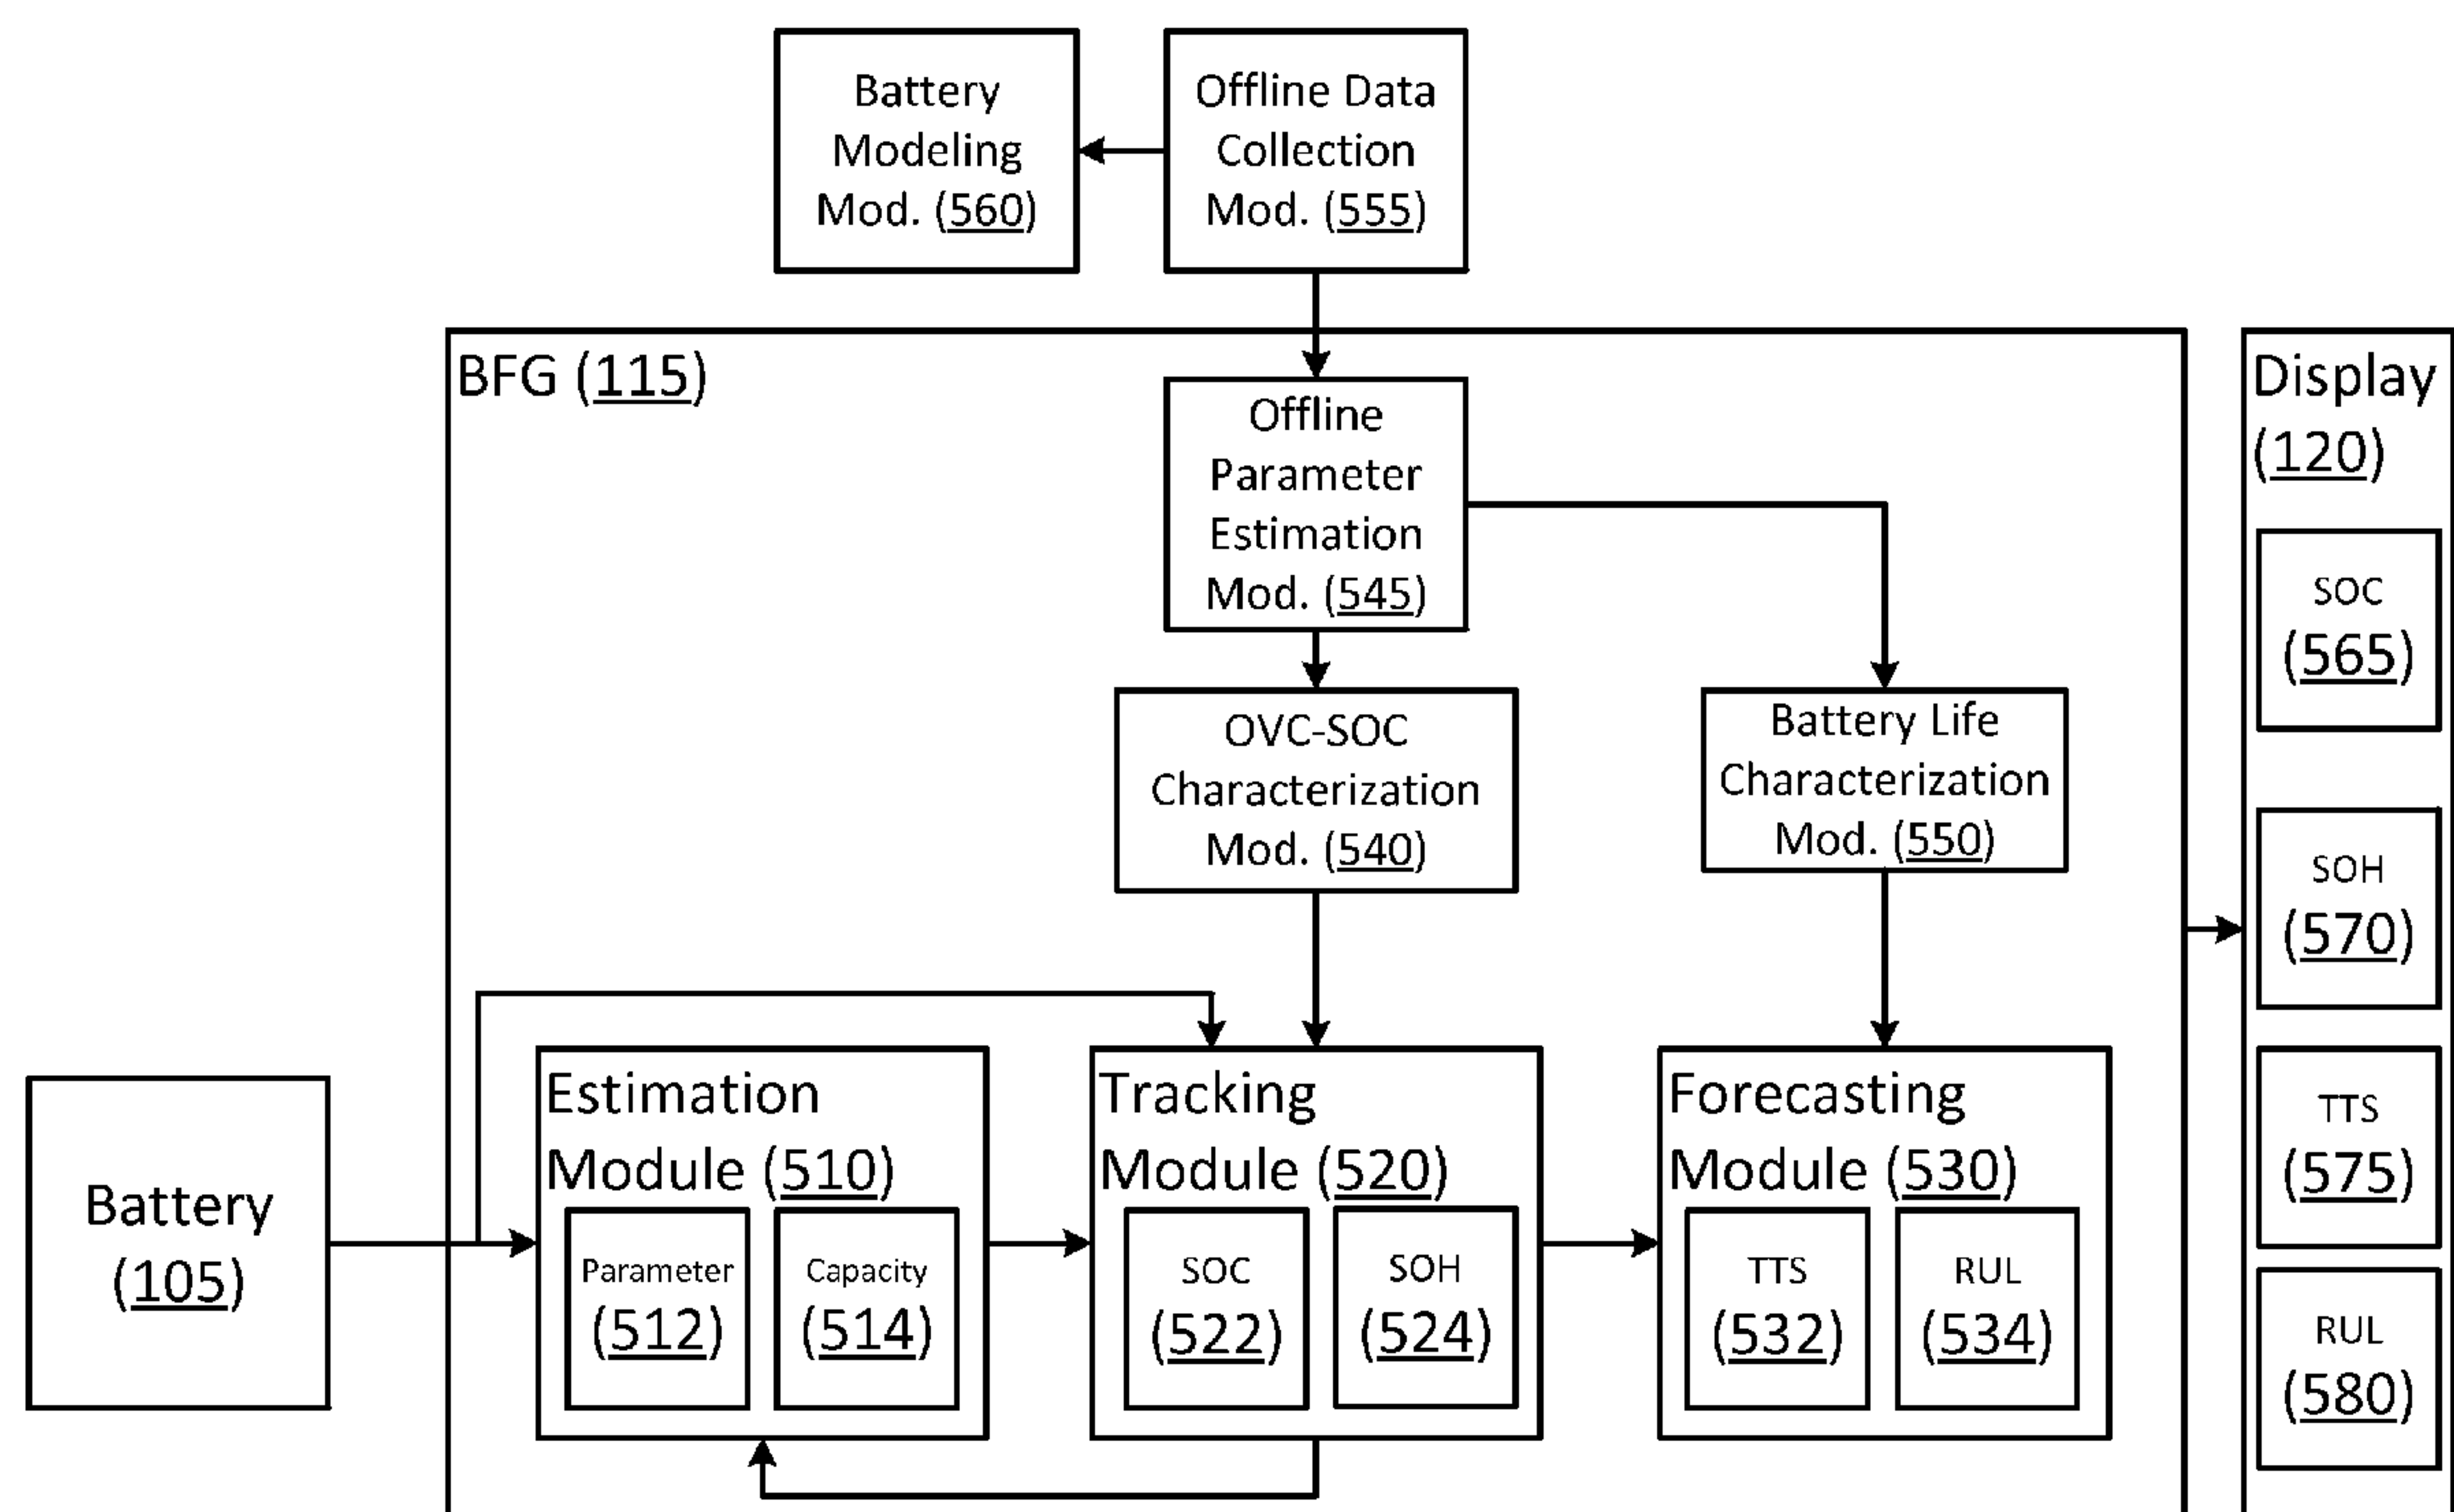 Battery
Modeling
Mod. (560)
Offline Data
Collection
Mod. (555)
BFG (115)
Offline
Parameter
Estimation
Mod. (545)
OVC-SOC
Characterization
Mod. (540)
Battery Life
Characterization
Mod. (550)
Battery
(105)
Estimation
Module (510)
Parameter
(512)
Capacity
(514)
Tracking
Module (520)
SOC
(522)
SOH
(524)
Forecasting
Module (530)
TTS
(532)
RUL
(534)
Display
(120)
SOC
(565)
SOH
(570)
TTS
(575)
RUL
(580)